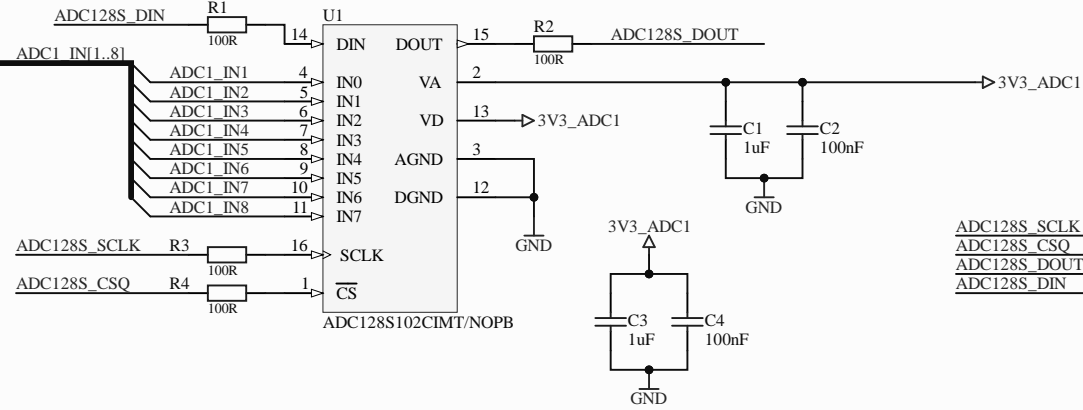 ADC128S_DIN
R1
100R
U1
14
DIN
DOUT
15
R2
100R
ADC128S_DOUT
ADC1_IN[1..8]
ADC1_IN1
4
IN0
VA
2
3V3_ADC1
ADC1_IN2
5
IN1
ADC1_IN3
6
IN2
VD
13
3V3_ADC1
ADC1_IN4
7
IN3
ADC1_IN5
8
IN4
AGND
3
ADC1_IN6
9
IN5
ADC1_IN7
10
IN6
DGND
12
ADC1_IN8
11
IN7
GND
C1
1uF
C2
100nF
GND
ADC128S_SCLK
R3
100R
16
SCLK
ADC128S_CSQ
R4
100R
1
CS
ADC128S102CIMT/NOPB
3V3_ADC1
C3
1uF
C4
100nF
GND
ADC128S_SCLK
ADC128S_CSQ
ADC128S_DOUT
ADC128S_DIN